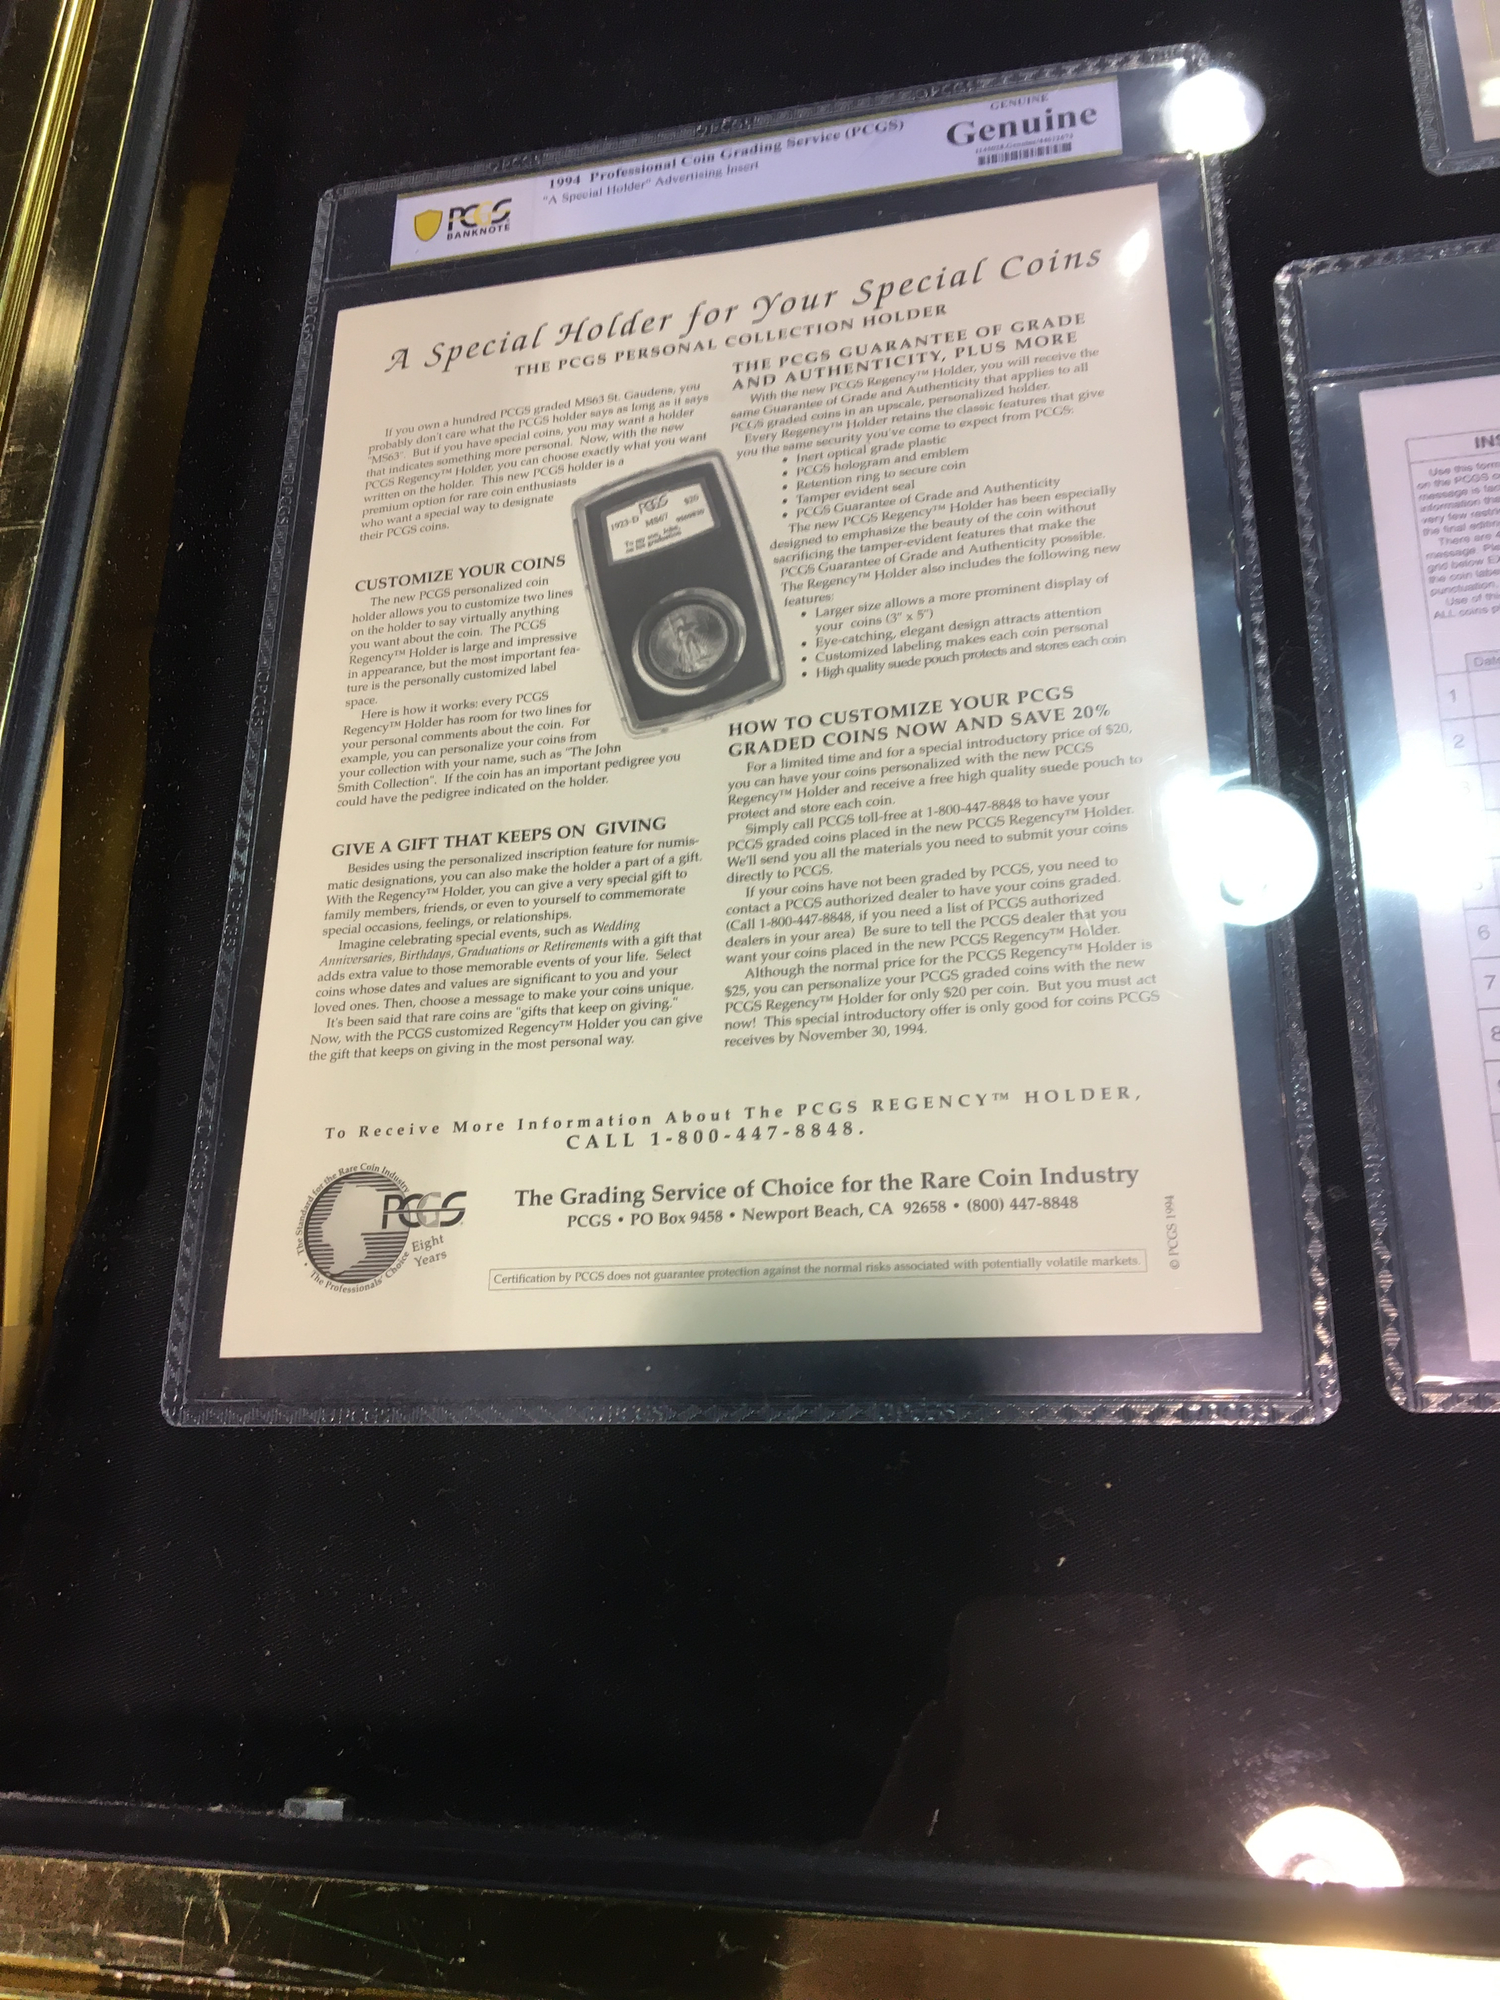 PCGS
BANKNOTE
1994 Professional Coin Grading Service (PCGS)
"A Special Holder" Advertising Insert
GENUINE
Genuine
A Special Holder for Your Special Coins
THE PCGS PERSONAL COLLECTION HOLDER
If you own a hundred PCGS graded MS63 St. Gaudens, you
probably don't care what the PCGS holder says as long as it says
"MS63". But if you have special coins, you may want a holder
that indicates something more personal. Now, with the new
PCGS Regency™ Holder, you can choose exactly what you want
written on the holder. This new PCGS holder is a
premium option for rare coin enthusiasts
who want a special way to designate
their PCGS coins.
CUSTOMIZE YOUR COINS
The new PCGS personalized coin
holder allows you to customize two lines
on the holder to say virtually anything
you want about the coin. The PCGS
Regency™ Holder is large and impressive
in appearance, but the most important fea-
ture is the personally customized label
space.
Here is how it works: every PCGS
Regency™ Holder has room for two lines for
your personal comments about the coin. For
example, you can personalize your coins from
your collection with your name, such as "The John
Smith Collection". If the coin has an important pedigree you
could have the pedigree indicated on the holder.
GIVE A GIFT THAT KEEPS ON GIVING
Besides using the personalized inscription feature for numis-
matic designations, you can also make the holder a part of a gift.
With the Regency™ Holder, you can give a very special gift to
family members, friends, or even to yourself to commemorate
special occasions, feelings, or relationships.
Imagine celebrating special events, such as Wedding
Anniversaries, Birthdays, Graduations or Retirements with a gift that
adds extra value to those memorable events of your life. Select
coins whose dates and values are significant to you and your
loved ones. Then, choose a message to make your coins unique.
It's been said that rare coins are "gifts that keep on giving."
Now, with the PCGS customized Regency™ Holder you can give
the gift that keeps on giving in the most personal way.
PCGS
1923-D MS67 $20
THE PCGS GUARANTEE OF GRADE
AND AUTHENTICITY, PLUS MORE
With the new PCGS Regency™ Holder, you will receive the
same Guarantee of Grade and Authenticity that applies to all
PCGS graded coins in an upscale, personalized holder.
Every Regency™ Holder retains the classic features that give
you the same security you've come to expect from PCGS:
• Inert optical grade plastic
• PCGS hologram and emblem
• Retention ring to secure coin
• Tamper evident seal
• PCGS Guarantee of Grade and Authenticity
The new PCGS Regency™ Holder has been especially
designed to emphasize the beauty of the coin without
sacrificing the tamper-evident features that make the
PCGS Guarantee of Grade and Authenticity possible.
The Regency™ Holder also includes the following new
features:
• Larger size allows a more prominent display of
your coins (3" x 5")
• Eye-catching, elegant design attracts attention
• Customized labeling makes each coin personal
• High quality suede pouch protects and stores each coin
HOW TO CUSTOMIZE YOUR PCGS
GRADED COINS NOW AND SAVE 20%
For a limited time and for a special introductory price of $20,
you can have your coins personalized with the new PCGS
Regency™ Holder and receive a free high quality suede pouch to
protect and store each coin.
Simply call PCGS toll-free at 1-800-447-8848 to have your
PCGS graded coins placed in the new PCGS Regency™ Holder.
We'll send you all the materials you need to submit your coins
directly to PCGS.
If your coins have not been graded by PCGS, you need to
contact a PCGS authorized dealer to have your coins graded.
(Call 1-800-447-8848, if you need a list of PCGS authorized
dealers in your area) Be sure to tell the PCGS dealer that you
want your coins placed in the new PCGS Regency™ Holder.
Although the normal price for the PCGS Regency™ Holder is
$25, you can personalize your PCGS graded coins with the new
PCGS Regency™ Holder for only $20 per coin. But you must act
now! This special introductory offer is only good for coins PCGS
receives by November 30, 1994.
To Receive More Information About The PCGS REGENCY™ HOLDER,
CALL 1-800-447-8848.
The Standard for the Rare Coin Industry
• The Professionals' Choice
PCGS
Eight
Years
The Grading Service of Choice for the Rare Coin Industry
PCGS • PO Box 9458 • Newport Beach, CA 92658 • (800) 447-8848
Certification by PCGS does not guarantee protection against the normal risks associated with potentially volatile markets.
© PCGS 1994
INS
Use this form
on the PCGS
message is
information
very few
the final
There are
message.
grid below
the coin
punctuation.
Use of
ALL coins
1
2
6
7
8